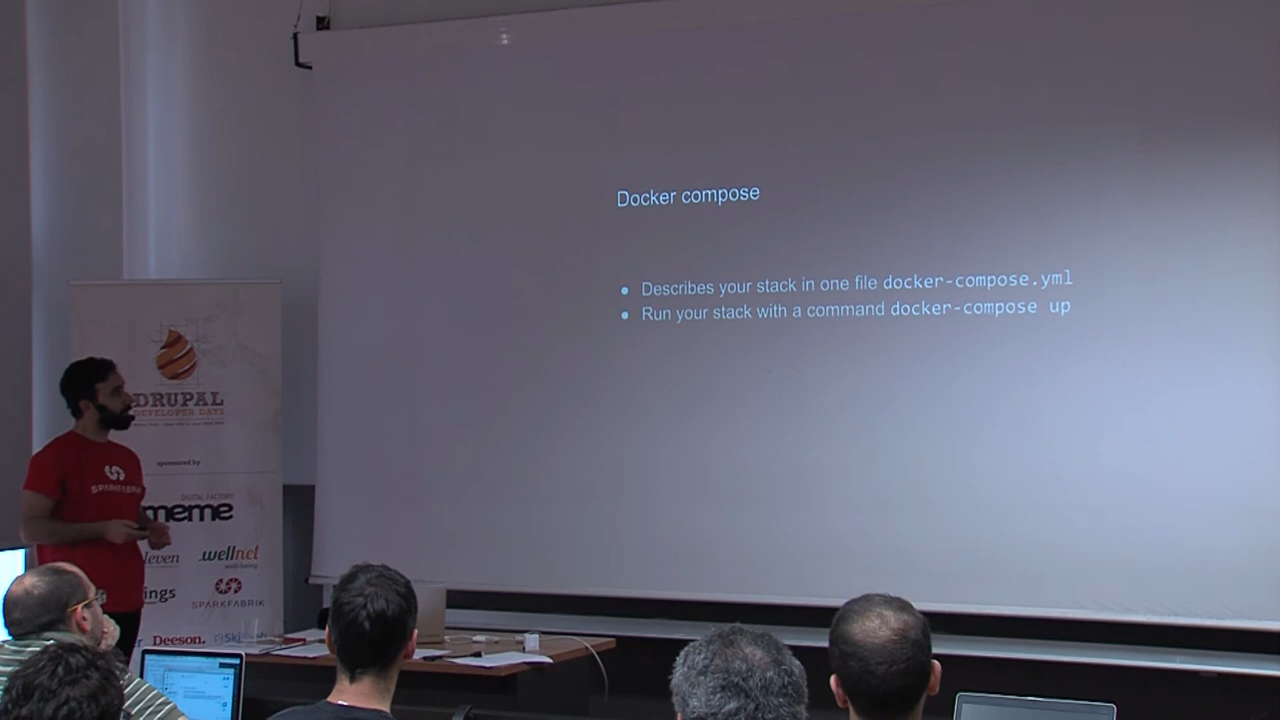 Docker compose
Describes your stack in one file docker-compose.yml
Run your stack with a command docker-compose up
DRUPAL
DEVELOPER DAYS
sponsored by
SPARKFABRIK
DIGITAL FACTORY
meme
.wellnet
SPARKFABRIK
Deeson.